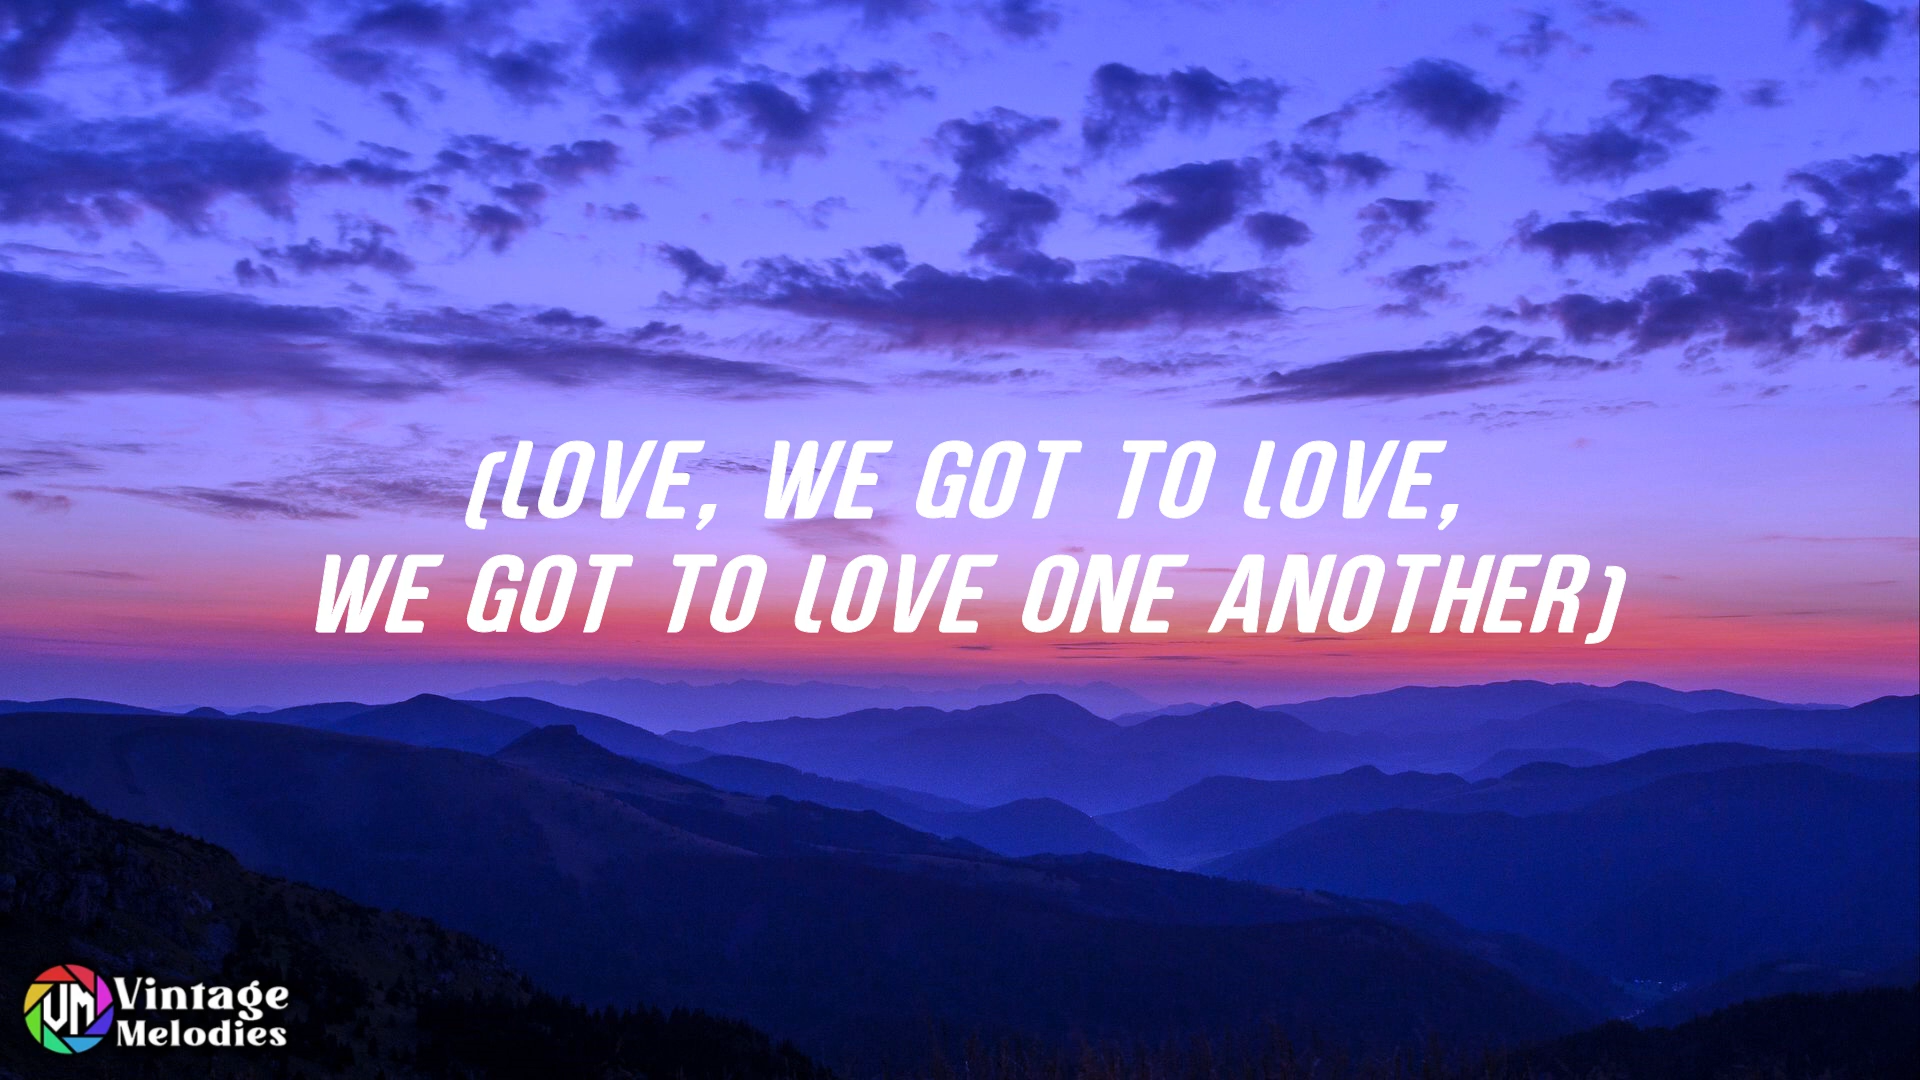 (LOVE, WE GOT TO LOVE,
WE GOT TO LOVE ONE ANOTHER)
VM
Vintage
Melodies